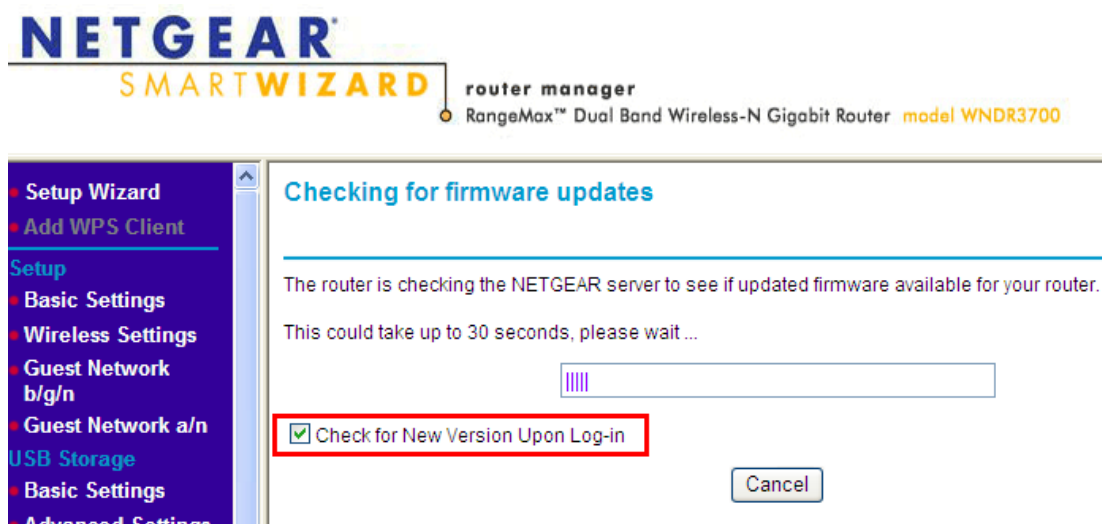 NETGEAR
SMARTWIZARD
router manager
RangeMax™ Dual Band Wireless-N Gigabit Router model WNDR3700
Setup Wizard
Add WPS Client
Setup
Basic Settings
Wireless Settings
Guest Network
b/g/n
Guest Network a/n
USB Storage
Basic Settings
Advanced Settings
Checking for firmware updates
The router is checking the NETGEAR server to see if updated firmware available for your router.
This could take up to 30 seconds, please wait ...
Check for New Version Upon Log-in
Cancel